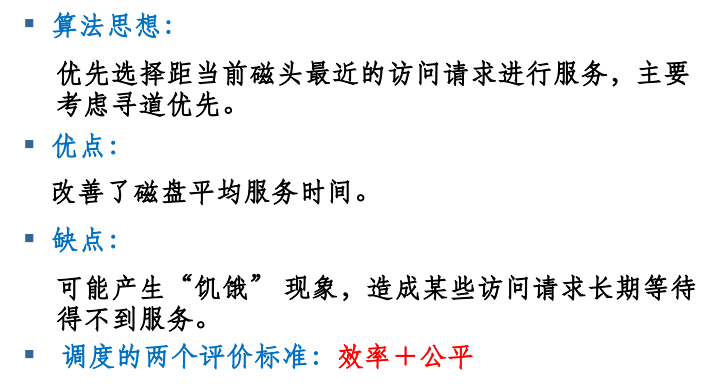 ▪ 算法思想：
优先选择距当前磁头最近的访问请求进行服务，主要
考虑寻道优先。
▪ 优点：
改善了磁盘平均服务时间。
▪ 缺点：
可能产生“饥饿” 现象，造成某些访问请求长期等待
得不到服务。
▪ 调度的两个评价标准：效率＋公平